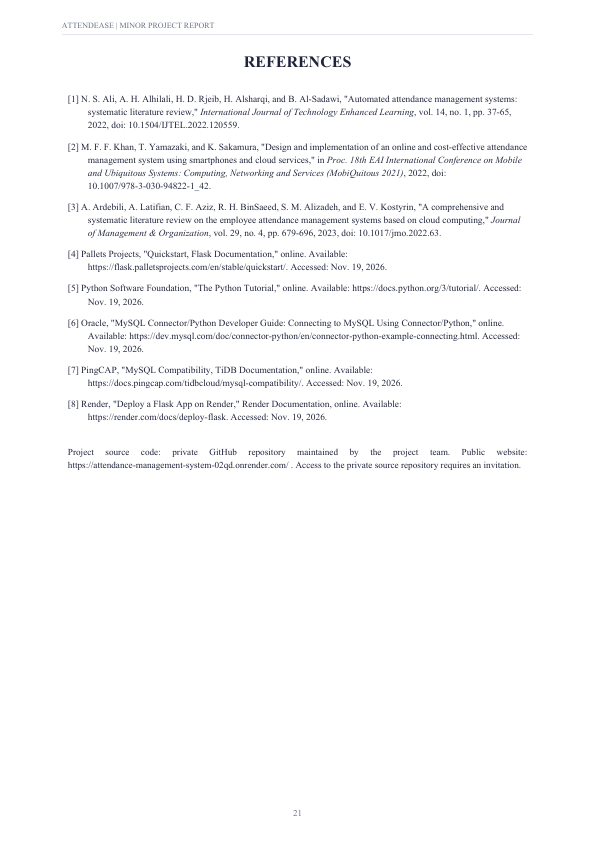 ATTENDEASE | MINOR PROJECT REPORT
REFERENCES
[1] N. S. Ali, A. H. Alhilali, H. D. Rjeib, H. Alsharqi, and B. Al-Sadawi, "Automated attendance management systems:
systematic literature review," International Journal of Technology Enhanced Learning, vol. 14, no. 1, pp. 37-65,
2022, doi: 10.1504/IJTEL.2022.120559.
[2] M. F. F. Khan, T. Yamazaki, and K. Sakamura, "Design and implementation of an online and cost-effective attendance
management system using smartphones and cloud services," in Proc. 18th EAI International Conference on Mobile
and Ubiquitous Systems: Computing, Networking and Services (MobiQuitous 2021), 2022, doi:
10.1007/978-3-030-94822-1_42.
[3] A. Ardebili, A. Latifian, C. F. Aziz, R. H. BinSaeed, S. M. Alizadeh, and E. V. Kostyrin, "A comprehensive and
systematic literature review on the employee attendance management systems based on cloud computing," Journal
of Management & Organization, vol. 29, no. 4, pp. 679-696, 2023, doi: 10.1017/jmo.2022.63.
[4] Pallets Projects, "Quickstart, Flask Documentation," online. Available:
https://flask.palletsprojects.com/en/stable/quickstart/. Accessed: Nov. 19, 2026.
[5] Python Software Foundation, "The Python Tutorial," online. Available: https://docs.python.org/3/tutorial/. Accessed:
Nov. 19, 2026.
[6] Oracle, "MySQL Connector/Python Developer Guide: Connecting to MySQL Using Connector/Python," online.
Available: https://dev.mysql.com/doc/connector-python/en/connector-python-example-connecting.html. Accessed:
Nov. 19, 2026.
[7] PingCAP, "MySQL Compatibility, TiDB Documentation," online. Available:
https://docs.pingcap.com/tidbcloud/mysql-compatibility/. Accessed: Nov. 19, 2026.
[8] Render, "Deploy a Flask App on Render," Render Documentation, online. Available:
https://render.com/docs/deploy-flask. Accessed: Nov. 19, 2026.
Project source code: private GitHub repository maintained by the project team. Public website:
https://attendance-management-system-02qd.onrender.com/ . Access to the private source repository requires an invitation.
21